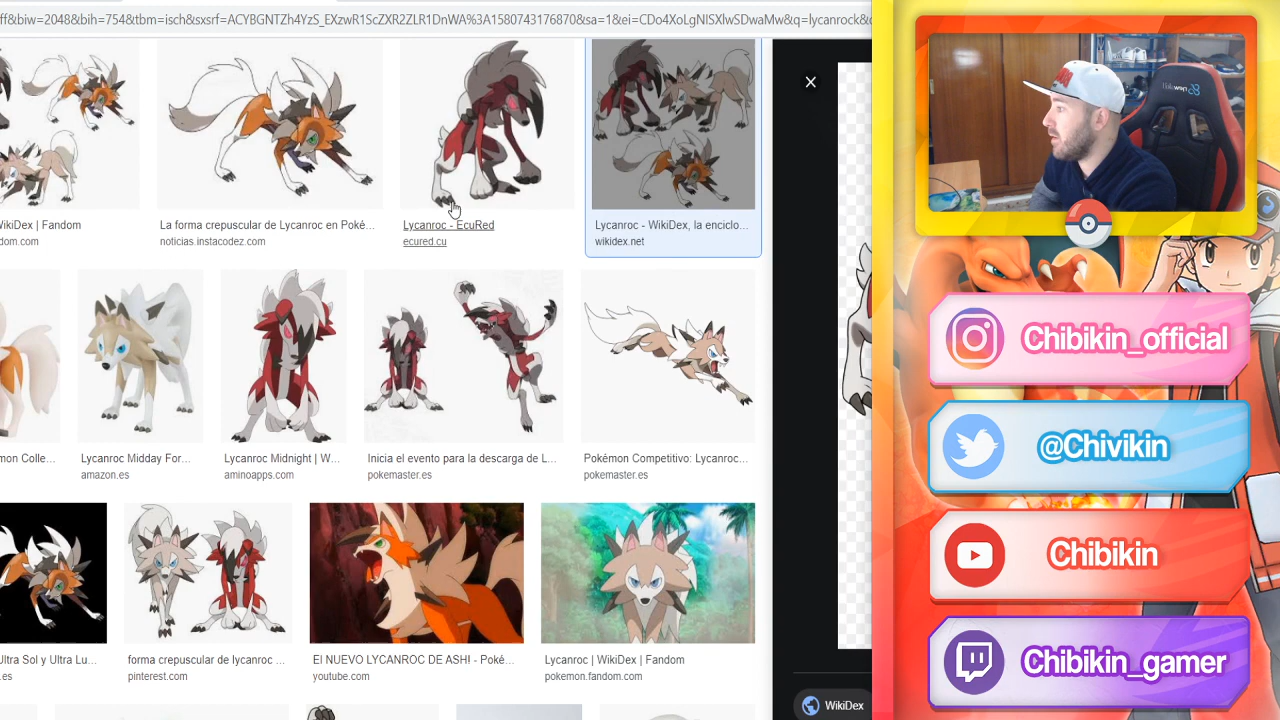 ff&biw=2048&bih=754&tbm=isch&sxsrf=ACYBGNTZh4YzS_EXzwR1ScZXR2ZLR1DnWA%3A1580743176870&sa=1&ei=CDo4XoLgNISXlwSDwaMw&q=lycanrock&
WikiDex | Fandom
dom.com
La forma crepuscular de Lycanroc en Poké...
noticias instacodez.com
Lycanroc - EcuRed
ecured.cu
Lycanroc - WikiDex, la enciclo...
wikidex.net
mon Colle...
Lycanroc Midday For...
amazon.es
Lycanroc Midnight | W...
aminoapps.com
Inicia el evento para la descarga de L...
pokemaster.es
Pokémon Competitivo: Lycanroc...
pokemaster.es
Ultra Sol y Ultra Lu...
.es
forma crepuscular de lycanroc ...
pinterest.com
El NUEVO LYCANROC DE ASH! - Poké...
youtube.com
Lycanroc | WikiDex | Fandom
pokemon.fandom.com
WikiDex
Chibikin_official
@Chivikin
Chibikin
Chibikin_gamer